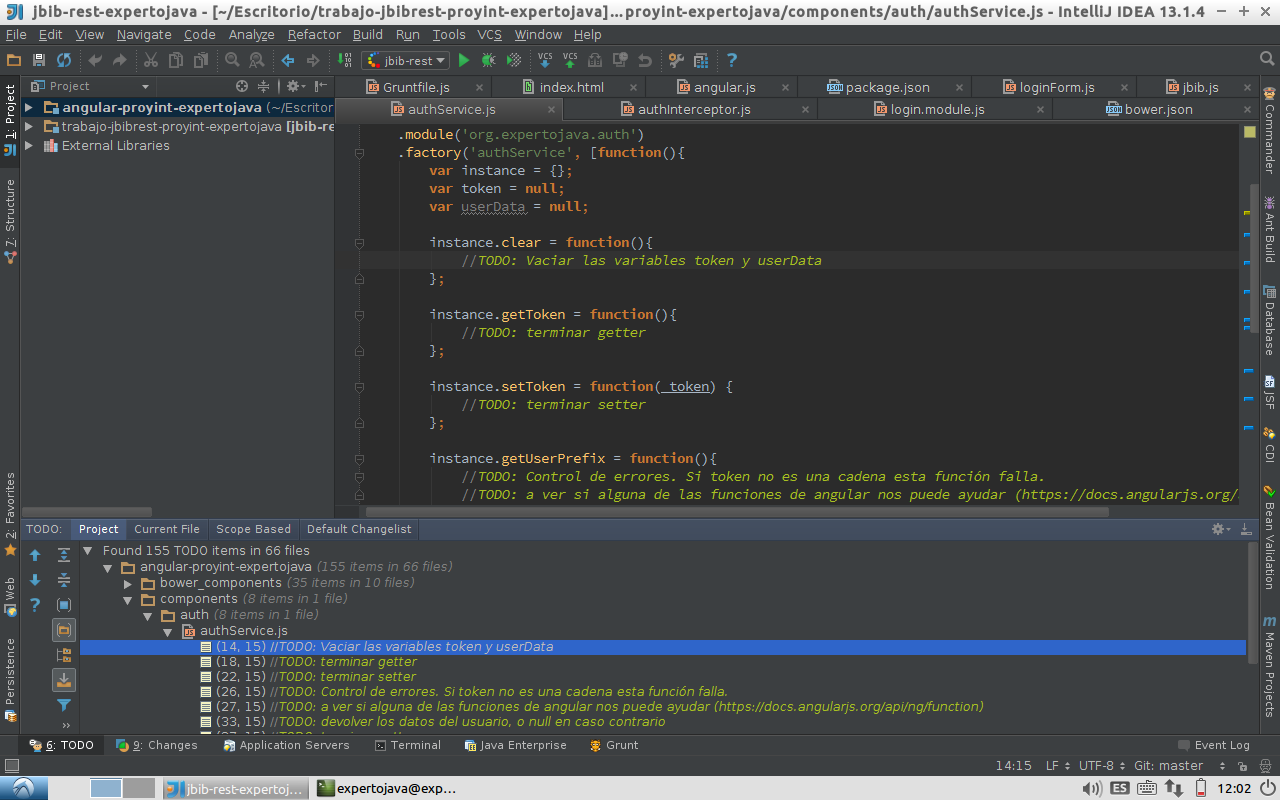 jbib-rest-expertojava - [~/Escritorio/trabajo-jbibrest-proyint-expertojava]...proyint-expertojava/components/auth/authService.js - IntelliJ IDEA 13.1.4
File Edit View Navigate Code Analyze Refactor Build Run Tools VCS Window Help
jbib-rest
Project
Gruntfile.js index.html angular.js package.json loginForm.js jbib.js
authService.js authInterceptor.js login.module.js bower.json
angular-proyint-expertojava (~/Escritor
trabajo-jbibrest-proyint-expertojava [jbib-re
External Libraries
1: Project
7: Structure
2: Favorites
Web
Persistence
.module('org.expertojava.auth')
.factory('authService', [function(){
var instance = {};
var token = null;
var userData = null;
instance.clear = function(){
//TODO: Vaciar las variables token y userData
};
instance.getToken = function(){
//TODO: terminar getter
};
instance.setToken = function(_token) {
//TODO: terminar setter
};
instance.getUserPrefix = function(){
//TODO: Control de errores. Si token no es una cadena esta función falla.
//TODO: a ver si alguna de las funciones de angular nos puede ayudar (https://docs.angularjs.org/
Commander
Ant Build
Database
JSF
CDI
Bean Validation
Maven Projects
TODO: Project Current File Scope Based Default Changelist
Found 155 TODO items in 66 files
angular-proyint-expertojava (155 items in 66 files)
bower_components (35 items in 10 files)
components (8 items in 1 file)
auth (8 items in 1 file)
authService.js
(14, 15) //TODO: Vaciar las variables token y userData
(18, 15) //TODO: terminar getter
(22, 15) //TODO: terminar setter
(26, 15) //TODO: Control de errores. Si token no es una cadena esta función falla.
(27, 15) //TODO: a ver si alguna de las funciones de angular nos puede ayudar (https://docs.angularjs.org/api/ng/function)
(33, 15) //TODO: devolver los datos del usuario, o null en caso contrario
6: TODO 9: Changes Application Servers Terminal Java Enterprise Grunt Event Log
14:15 LF UTF-8 Git: master
jbib-rest-expertoj... expertojava@exp... ES 12:02